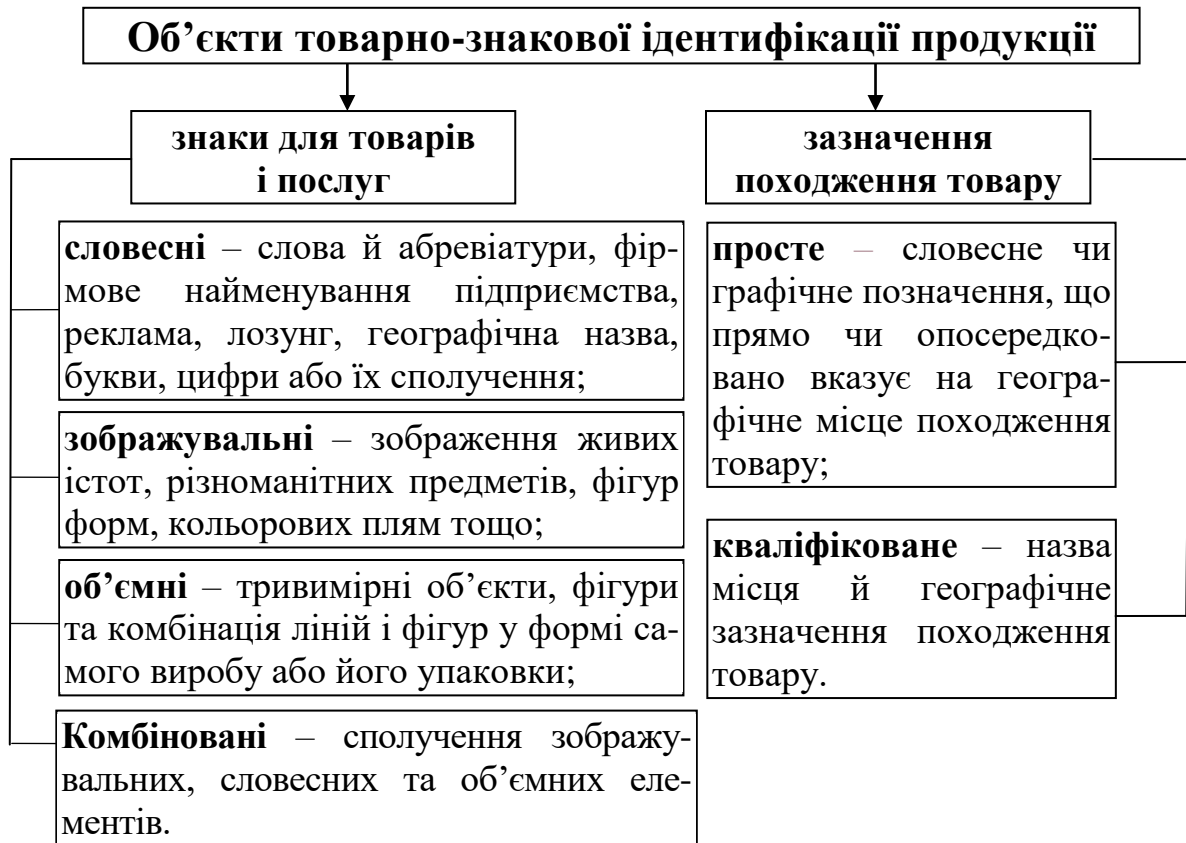 Об’єкти товарно-знакової ідентифікації продукції
знаки для товарів
і послуг
словесні – слова й абревіатури, фір-
мове найменування підприємства,
реклама, лозунг, географічна назва,
букви, цифри або їх сполучення;
зображувальні – зображення живих
істот, різноманітних предметів, фігур
форм, кольорових плям тощо;
об’ємні – тривимірні об’єкти, фігури
та комбінація ліній і фігур у формі са-
мого виробу або його упаковки;
Комбіновані – сполучення зображу-
вальних, словесних та об’ємних еле-
ментів.
зазначення
походження товару
просте – словесне чи
графічне позначення, що
прямо чи опосередко-
вано вказує на геогра-
фічне місце походження
товару;
кваліфіковане – назва
місця й географічне
зазначення походження
товару.